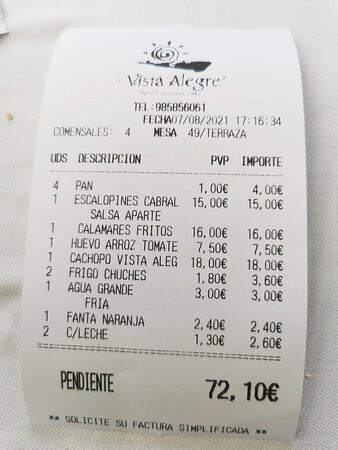 Vista Alegre
TEL:985856061
FECHA07/08/2021 17:16:34
COMENSALES: 4 MESA 49/TERRAZA
UDS DESCRIPCION PVP IMPORTE
4 PAN 1,00€ 4,00€
1 ESCALOPINES CABRAL 15,00€ 15,00€
SALSA APARTE
1 CALAMARES FRITOS 16,00€ 16,00€
1 HUEVO ARROZ TOMATE 7,50€ 7,50€
1 CACHOPO VISTA ALEG 18,00€ 18,00€
2 FRIGO CHUCHES 1,80€ 3,60€
1 AGUA GRANDE 3,00€ 3,00€
FRIA
1 FANTA NARANJA 2,40€ 2,40€
2 C/LECHE 1,30€ 2,60€
PENDIENTE 72,10€
** SOLICITE SU FACTURA SIMPLIFICADA **